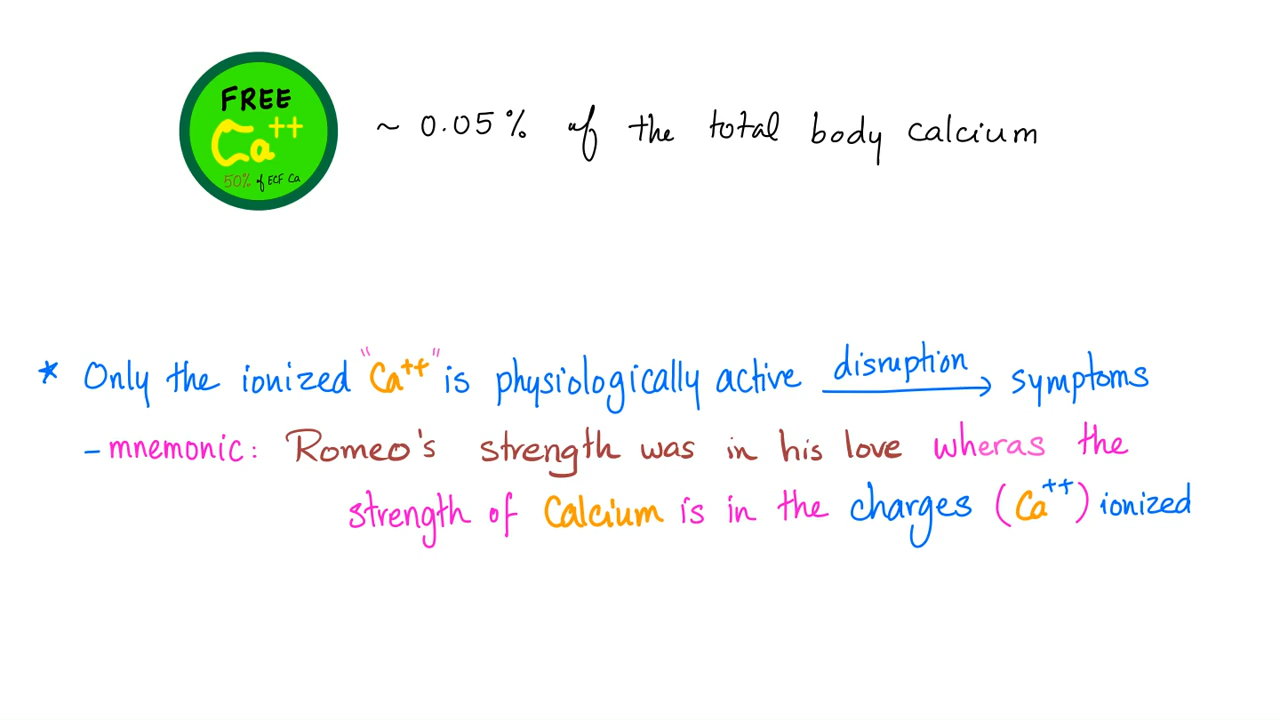 FREE
Ca++
50% of ECF Ca
~ 0.05% of the total body calcium
* Only the ionized "Ca++" is physiologically active disruption → symptoms
- mnemonic: Romeo's strength was in his love wheras the
strength of Calcium is in the charges (Ca++) ionized